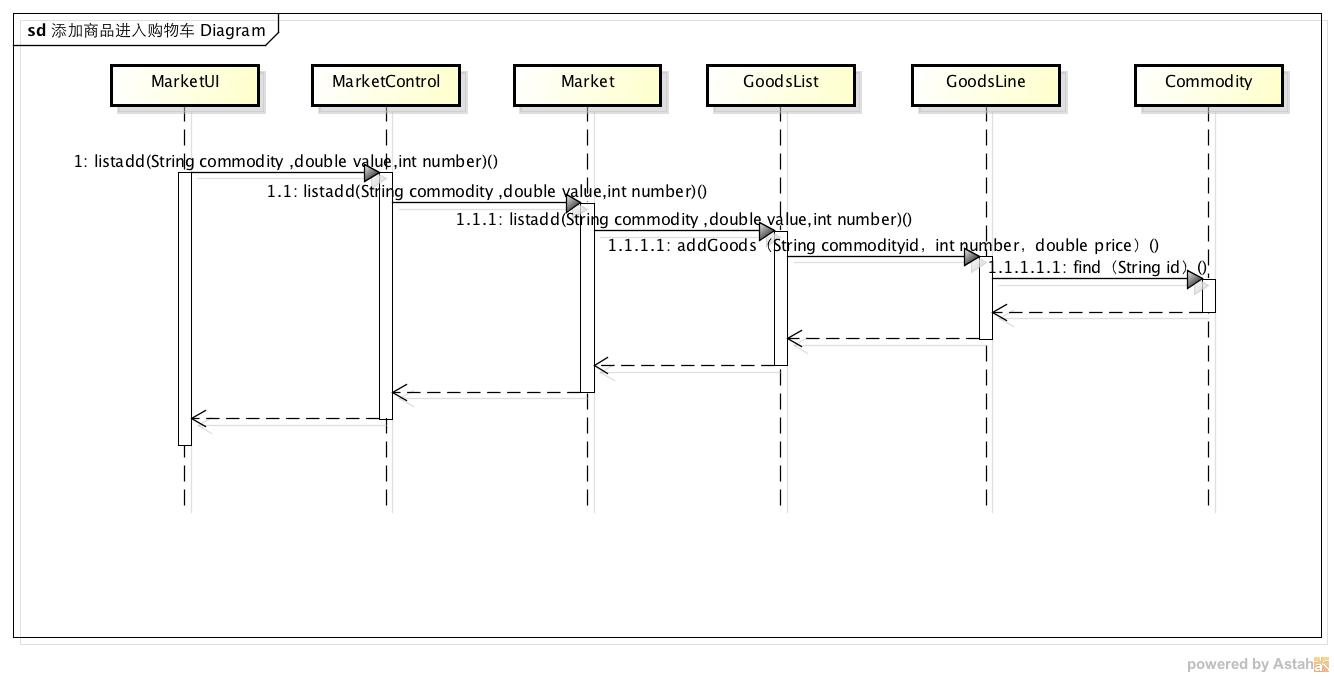 sd 添加商品进入购物车 Diagram
MarketUI
MarketControl
Market
GoodsList
GoodsLine
Commodity
1: listadd(String commodity ,double value,int number)()
1.1: listadd(String commodity ,double value,int number)()
1.1.1: listadd(String commodity ,double value,int number)()
1.1.1.1: addGoods（String commodityid，int number，double price）()
1.1.1.1.1: find（String id）()
powered by Astah